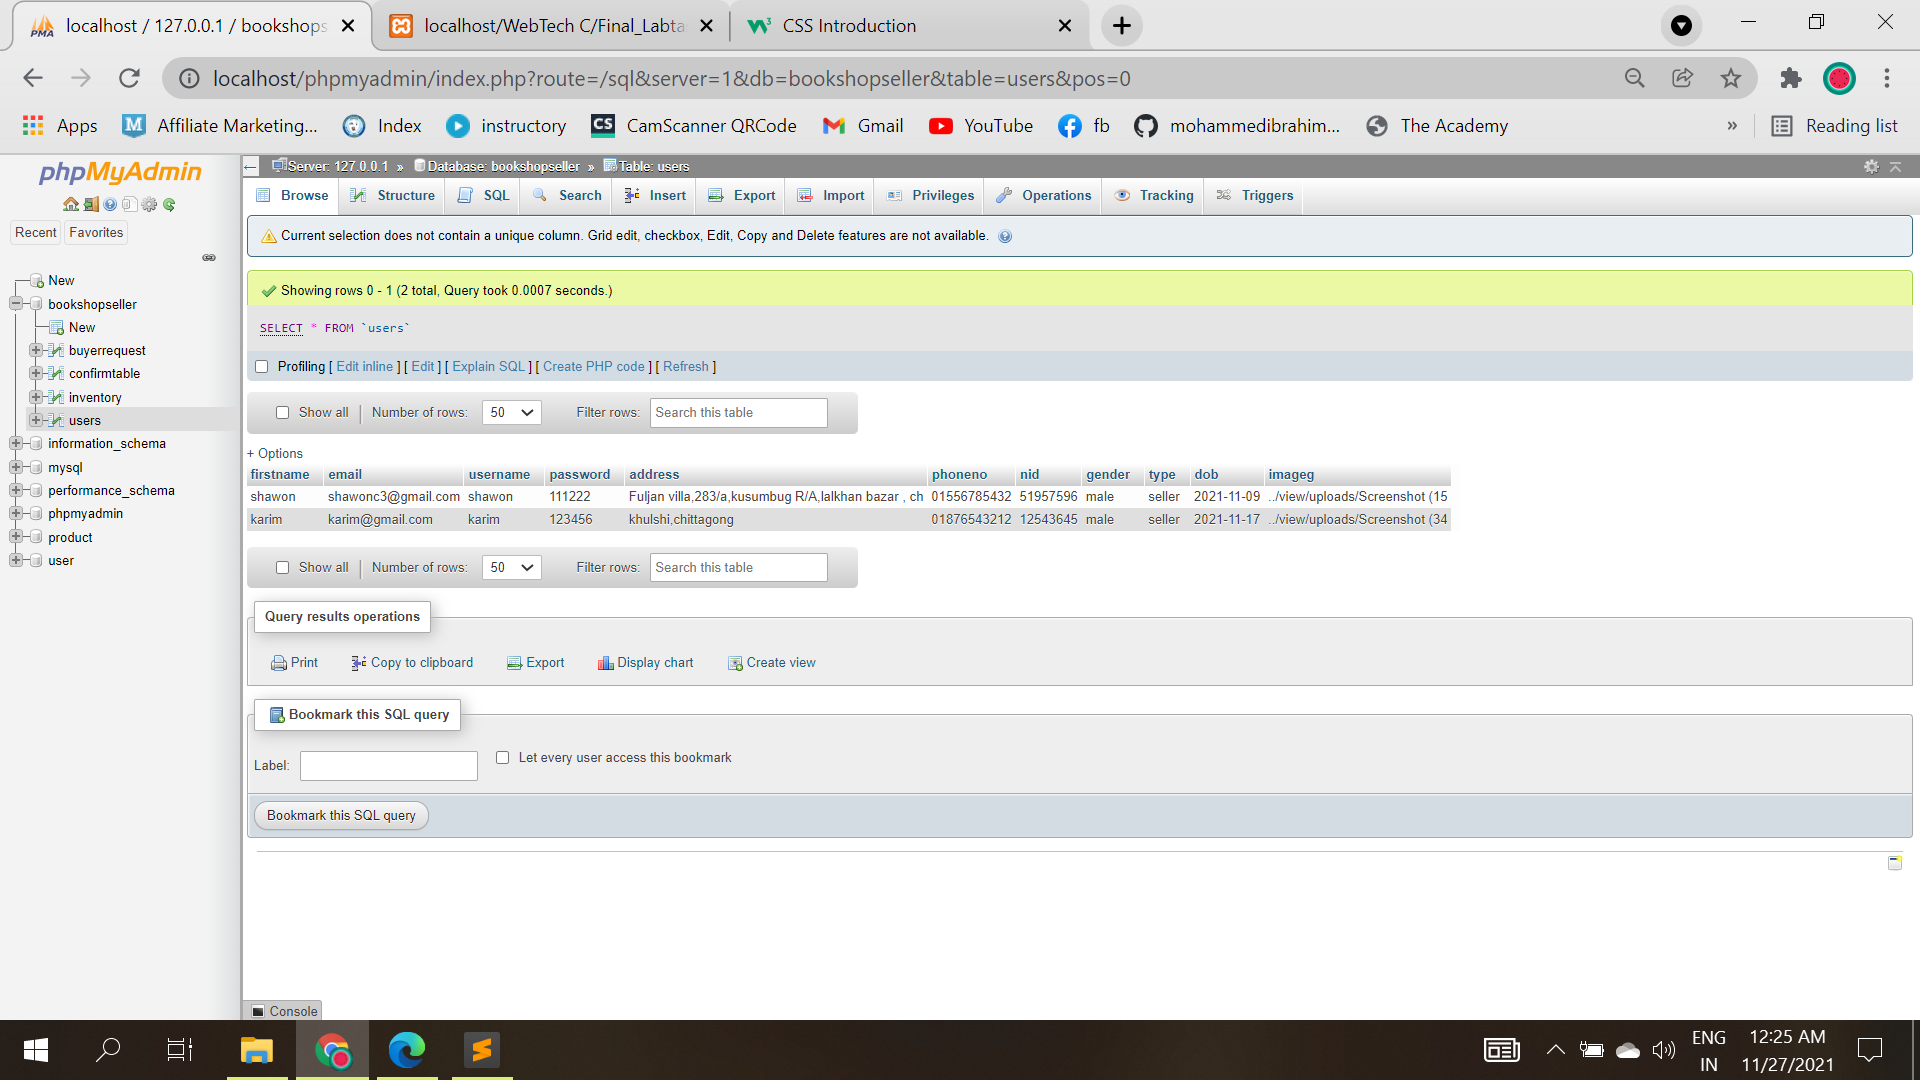 localhost / 127.0.0.1 / bookshops
localhost/WebTech C/Final_Labta
CSS Introduction
localhost/phpmyadmin/index.php?route=/sql&server=1&db=bookshopseller&table=users&pos=0
Apps
Affiliate Marketing...
Index
instructory
CS CamScanner QRCode
Gmail
YouTube
fb
mohammedibrahim...
The Academy
»
Reading list
phpMyAdmin
Recent
Favorites
New
bookshopseller
New
buyerrequest
confirmtable
inventory
users
information_schema
mysql
performance_schema
phpmyadmin
product
user
Server: 127.0.0.1 » Database: bookshopseller » Table: users
Browse Structure SQL Search Insert Export Import Privileges Operations Tracking Triggers
Current selection does not contain a unique column. Grid edit, checkbox, Edit, Copy and Delete features are not available.
Showing rows 0 - 1 (2 total, Query took 0.0007 seconds.)
SELECT * FROM `users`
Profiling [ Edit inline ] [ Edit ] [ Explain SQL ] [ Create PHP code ] [ Refresh ]
Show all | Number of rows: 50 Filter rows: Search this table
+ Options
firstname email username password address phoneno nid gender type dob imageg
shawon shawonc3@gmail.com shawon 111222 Fuljan villa,283/a,kusumbug R/A,lalkhan bazar , ch 01556785432 51957596 male seller 2021-11-09 ../view/uploads/Screenshot (15
karim karim@gmail.com karim 123456 khulshi,chittagong 01876543212 12543645 male seller 2021-11-17 ../view/uploads/Screenshot (34
Show all | Number of rows: 50 Filter rows: Search this table
Query results operations
Print Copy to clipboard Export Display chart Create view
Bookmark this SQL query
Label:
Let every user access this bookmark
Bookmark this SQL query
Console
ENG
IN
12:25 AM
11/27/2021